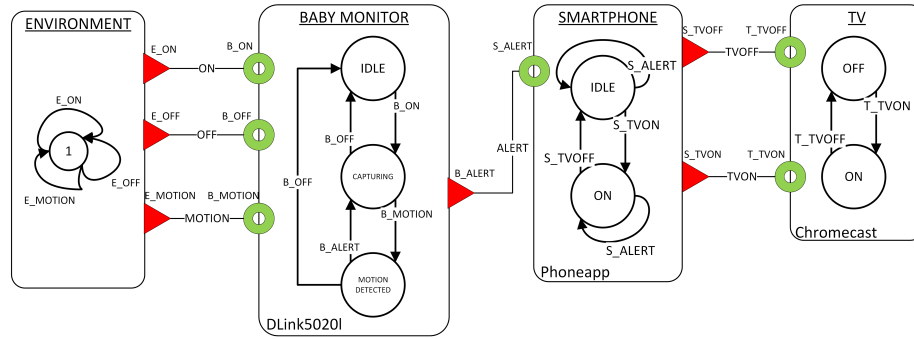 ENVIRONMENT
E_ON
1
E_MOTION
E_OFF
E_ON
ON
B_ON
E_OFF
OFF
B_OFF
E_MOTION
MOTION
B_MOTION
BABY MONITOR
IDLE
B_ON
B_OFF
B_OFF
CAPTURING
B_MOTION
B_ALERT
MOTION
DETECTED
DLink5020l
B_ALERT
ALERT
S_ALERT
SMARTPHONE
IDLE
S_ALERT
S_TVON
S_TVOFF
ON
S_ALERT
Phoneapp
S_TVOFF
TVOFF
T_TVOFF
S_TVON
TVON
T_TVON
TV
OFF
T_TVOFF
T_TVON
ON
Chromecast